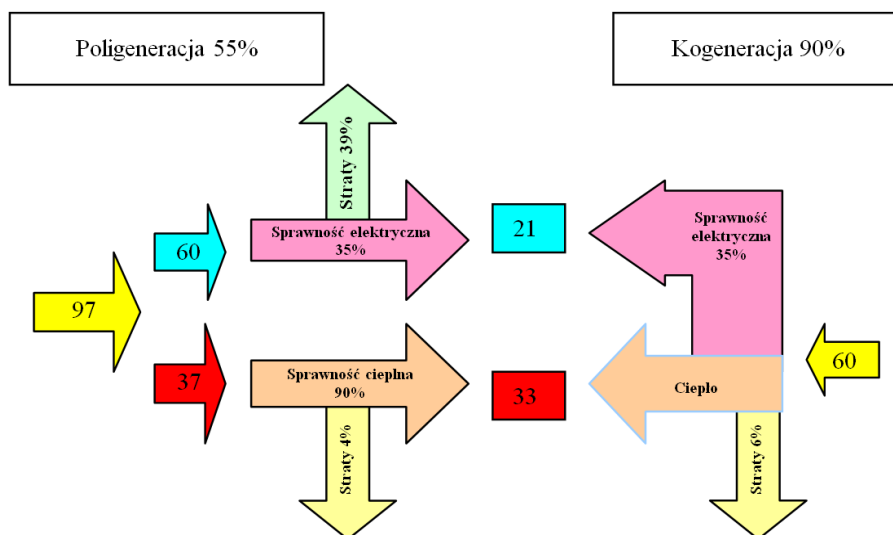 Poligeneracja 55%
Kogeneracja 90%
Straty 39%
60
Sprawność elektryczna
35%
21
Sprawność
elektryczna
35%
97
37
Sprawność cieplna
90%
33
Ciepło
60
Straty 4%
Straty 6%